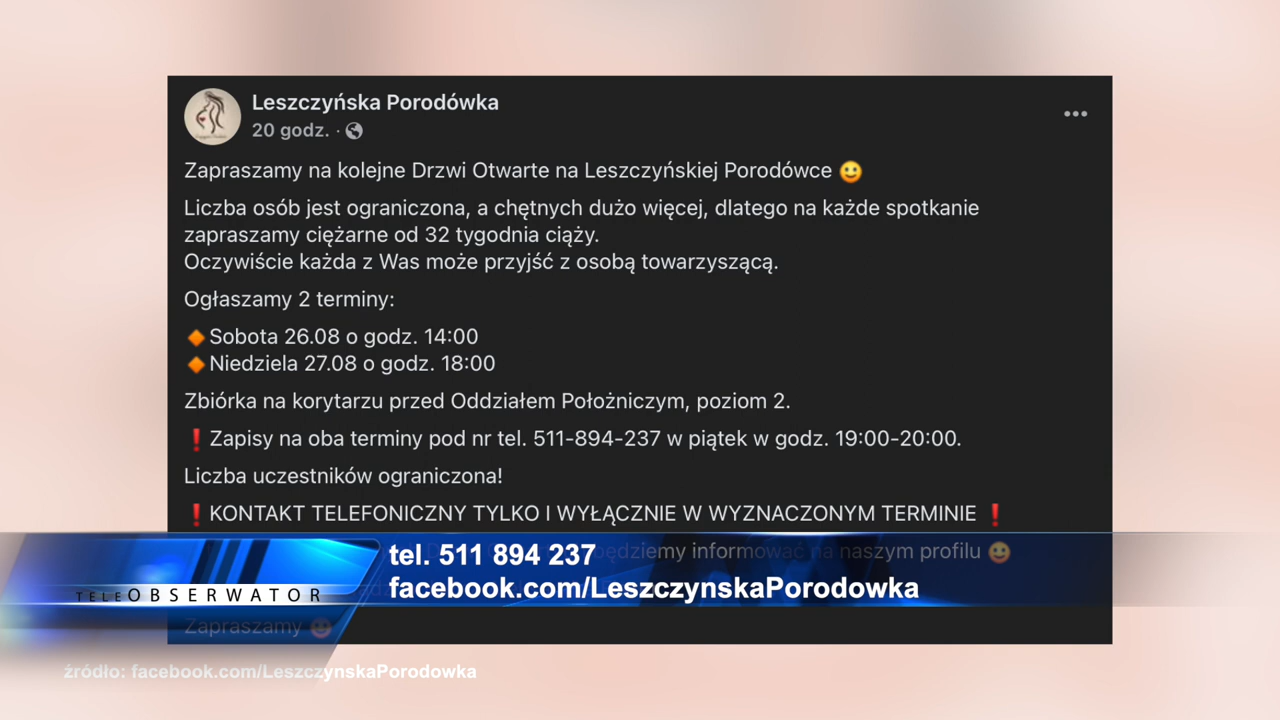 Leszczyńska Porodówka
20 godz. ·
Zapraszamy na kolejne Drzwi Otwarte na Leszczyńskiej Porodówce 🙂
Liczba osób jest ograniczona, a chętnych dużo więcej, dlatego na każde spotkanie
zapraszamy ciężarne od 32 tygodnia ciąży.
Oczywiście każda z Was może przyjść z osobą towarzyszącą.
Ogłaszamy 2 terminy:
🔸Sobota 26.08 o godz. 14:00
🔸Niedziela 27.08 o godz. 18:00
Zbiórka na korytarzu przed Oddziałem Położniczym, poziom 2.
❗Zapisy na oba terminy pod nr tel. 511-894-237 w piątek w godz. 19:00-20:00.
Liczba uczestników ograniczona!
❗KONTAKT TELEFONICZNY TYLKO I WYŁĄCZNIE W WYZNACZONYM TERMINIE❗
będziemy informować na naszym profilu 🙂
tel. 511 894 237
facebook.com/LeszczynskaPorodowka
TELEOBSERWATOR
Zapraszamy 🙂
źródło: facebook.com/LeszczynskaPorodowka